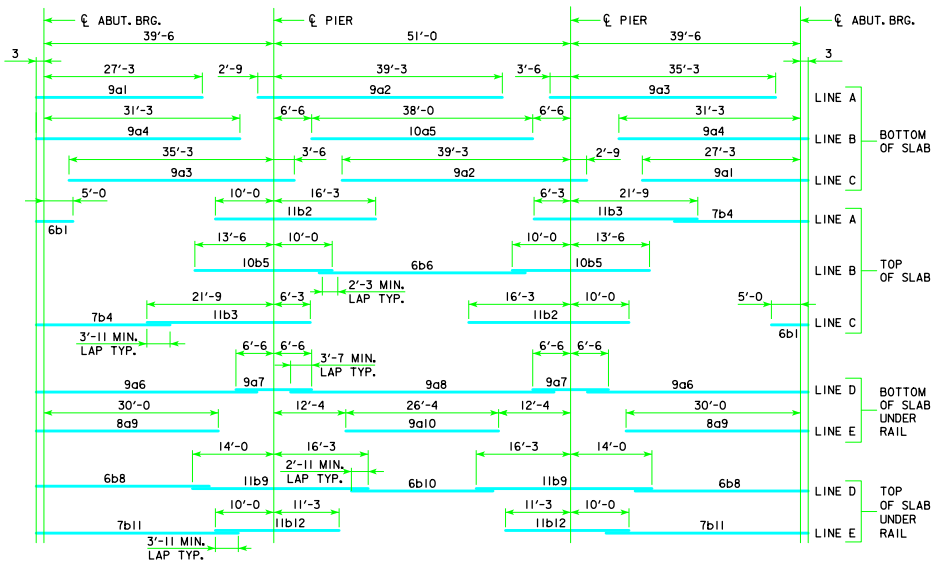 ℄ ABUT. BRG. ℄ PIER ℄ PIER ℄ ABUT. BRG.
39'-6 51'-0 39'-6
3 3
27'-3 2'-9 39'-3 3'-6 35'-3
9a1 9a2 9a3 LINE A
31'-3 6'-6 38'-0 6'-6 31'-3
9a4 10a5 9a4 LINE B
BOTTOM
OF SLAB
35'-3 3'-6 39'-3 2'-9 27'-3
9a3 9a2 9a1 LINE C
5'-0 10'-0 16'-3 6'-3 21'-9
6b1 11b2 11b3 7b4 LINE A
13'-6 10'-0 10'-0 13'-6
10b5 6b6 10b5 LINE B
TOP
OF SLAB
2'-3 MIN.
LAP TYP.
21'-9 6'-3 16'-3 10'-0 5'-0
7b4 11b3 11b2 6b1 LINE C
3'-11 MIN.
LAP TYP.
6'-6 6'-6 3'-7 MIN.
LAP TYP.
6'-6 6'-6
9a6 9a7 9a8 9a7 9a6 LINE D
30'-0 12'-4 26'-4 12'-4 30'-0
8a9 9a10 8a9 LINE E
BOTTOM
OF SLAB
UNDER
RAIL
14'-0 16'-3 16'-3 14'-0
2'-11 MIN.
LAP TYP.
6b8 11b9 6b10 11b9 6b8 LINE D
10'-0 11'-3 11'-3 10'-0
7b11 11b12 11b12 7b11 LINE E
TOP
OF SLAB
UNDER
RAIL
3'-11 MIN.
LAP TYP.